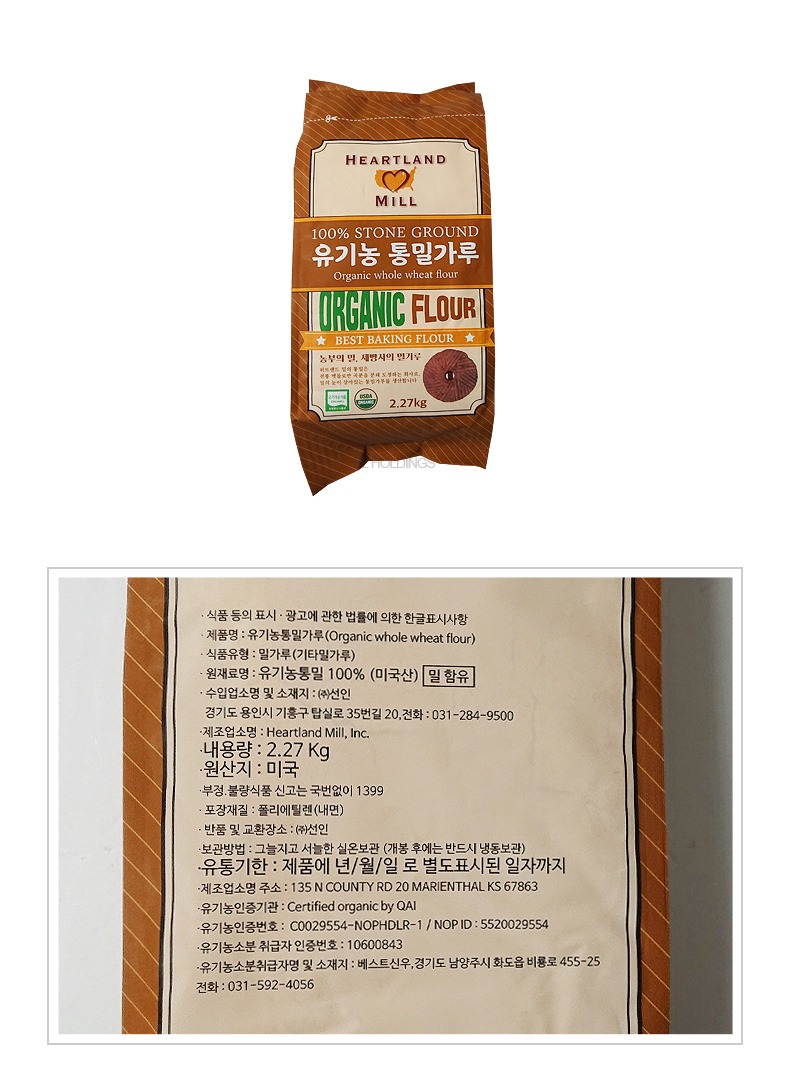 HEARTLAND
MILL
100% STONE GROUND
유기농 통밀가루
Organic whole wheat flour
ORGANIC FLOUR
BEST BAKING FLOUR
농부의 밀, 재빵사의 밀가루
USDA
ORGANIC
2.27kg
HOLDINGS
· 식품 등의 표시 · 광고에 관한 법률에 의한 한글표시사항
· 제품명 : 유기농통밀가루(Organic whole wheat flour)
· 식품유형 : 밀가루(기타밀가루)
· 원재료명 : 유기농통밀 100% (미국산) 밀 함유
· 수입업소명 및 소재지 : ㈜선인
경기도 용인시 기흥구 탑실로 35번길 20,전화 : 031-284-9500
·제조업소명 : Heartland Mill, Inc.
·내용량 : 2.27 Kg
·원산지 : 미국
·부정.불량식품 신고는 국번없이 1399
· 포장재질 : 폴리에틸렌(내면)
· 반품 및 교환장소 : ㈜선인
·보관방법 : 그늘지고 서늘한 실온보관 (개봉 후에는 반드시 냉동보관)
·유통기한 : 제품에 년/월/일 로 별도표시된 일자까지
·제조업소명 주소 : 135 N COUNTY RD 20 MARIENTHAL KS 67863
·유기농인증기관 : Certified organic by QAI
·유기농인증번호 : C0029554-NOPHDLR-1 / NOP ID : 5520029554
·유기농소분 취급자 인증번호 : 10600843
·유기농소분취급자명 및 소재지 : 베스트신우,경기도 남양주시 화도읍 비룡로 455-25
전화 : 031-592-4056